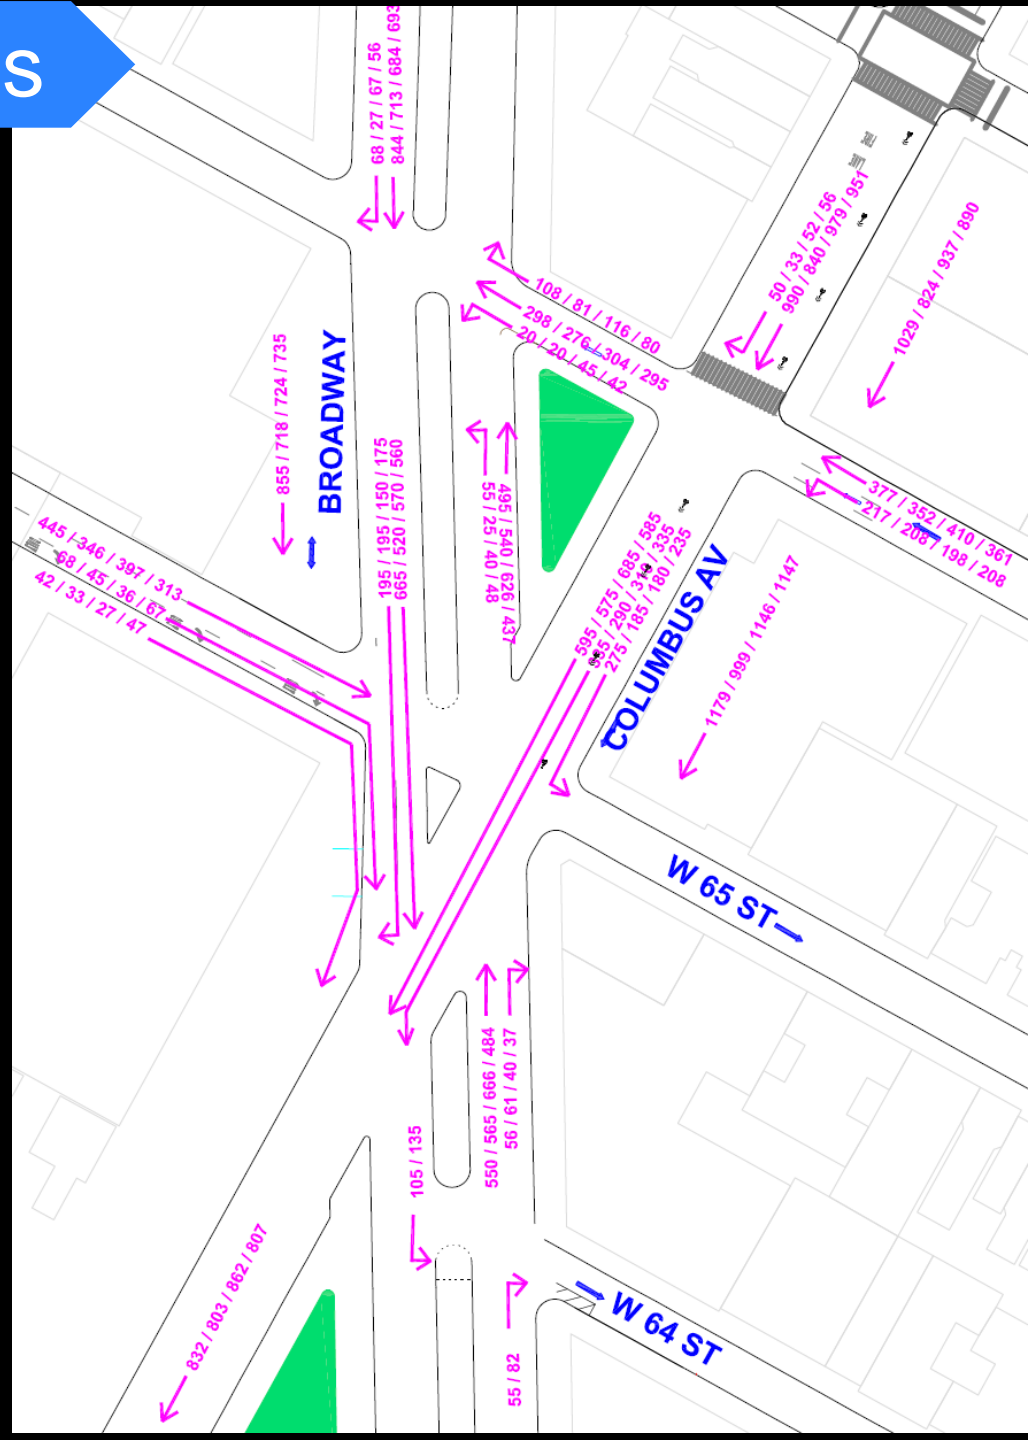 s
68 / 27 / 67 / 56
844 / 713 / 684 / 693
50 / 33 / 52 / 56
990 / 840 / 979 / 951
1029 / 824 / 937 / 890
108 / 81 / 116 / 80
298 / 276 / 304 / 295
20 / 20 / 45 / 42
855 / 718 / 724 / 735
BROADWAY
195 / 195 / 150 / 175
665 / 520 / 570 / 560
55 / 25 / 40 / 48
495 / 540 / 626 / 437
377 / 352 / 410 / 361
217 / 208 / 198 / 208
445 / 346 / 397 / 313
68 / 45 / 36 / 67
42 / 33 / 27 / 47
595 / 575 / 685 / 585
/ 290 / / 335
275 / 185 / 180 / 235
COLUMBUS AV
1179 / 999 / 1146 / 1147
W 65 ST
550 / 565 / 666 / 484
56 / 61 / 40 / 37
105 / 135
832 / 803 / 862 / 807
W 64 ST
55 / 82